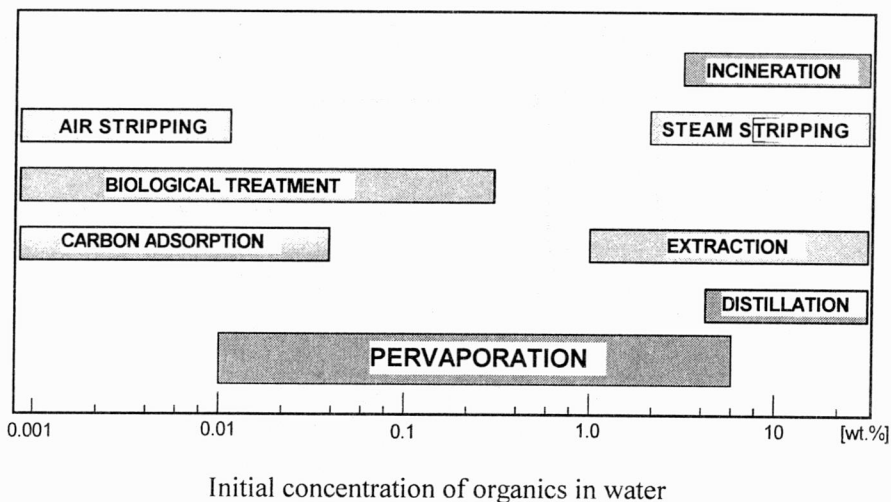 INCINERATION
AIR STRIPPING
STEAM STRIPPING
BIOLOGICAL TREATMENT
CARBON ADSORPTION
EXTRACTION
DISTILLATION
PERVAPORATION
0.001 0.01 0.1 1.0 10 [wt.%]
Initial concentration of organics in water